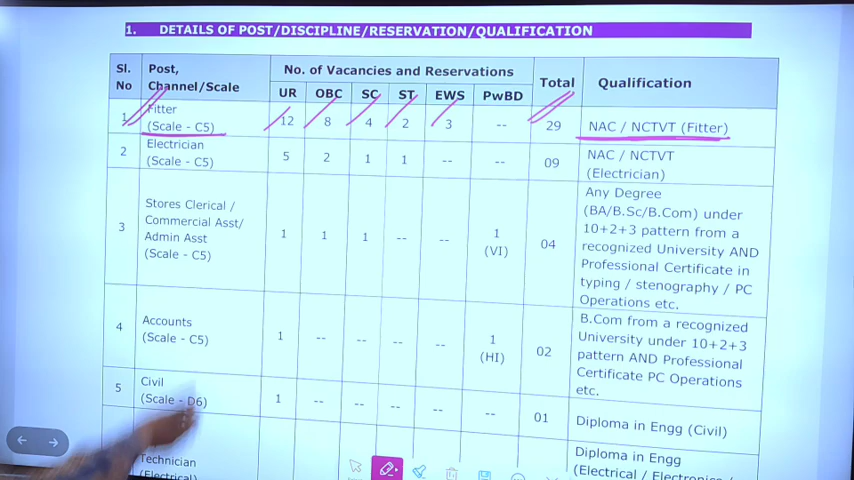 1. DETAILS OF POST/DISCIPLINE/RESERVATION/QUALIFICATION
Sl. No Post, Channel/Scale No. of Vacancies and Reservations Total Qualification
UR OBC SC ST EWS PwBD
1 Fitter (Scale - C5) 12 8 4 2 3 -- 29 NAC / NCTVT (Fitter)
2 Electrician (Scale - C5) 5 2 1 1 -- -- 09 NAC / NCTVT (Electrician)
3 Stores Clerical / Commercial Asst/ Admin Asst (Scale - C5) 1 1 1 -- -- 1 (VI) 04 Any Degree
(BA/B.Sc/B.Com) under
10+2+3 pattern from a
recognized University AND
Professional Certificate in
typing / stenography / PC
Operations etc.
4 Accounts (Scale - C5) 1 -- -- -- -- 1 (HI) 02 B.Com from a recognized
University under 10+2+3
pattern AND Professional
Certificate PC Operations
etc.
5 Civil (Scale - D6) 1 -- -- -- -- -- 01 Diploma in Engg (Civil)
Technician (Electrical) Diploma in Engg
(Electrical / Electronics /